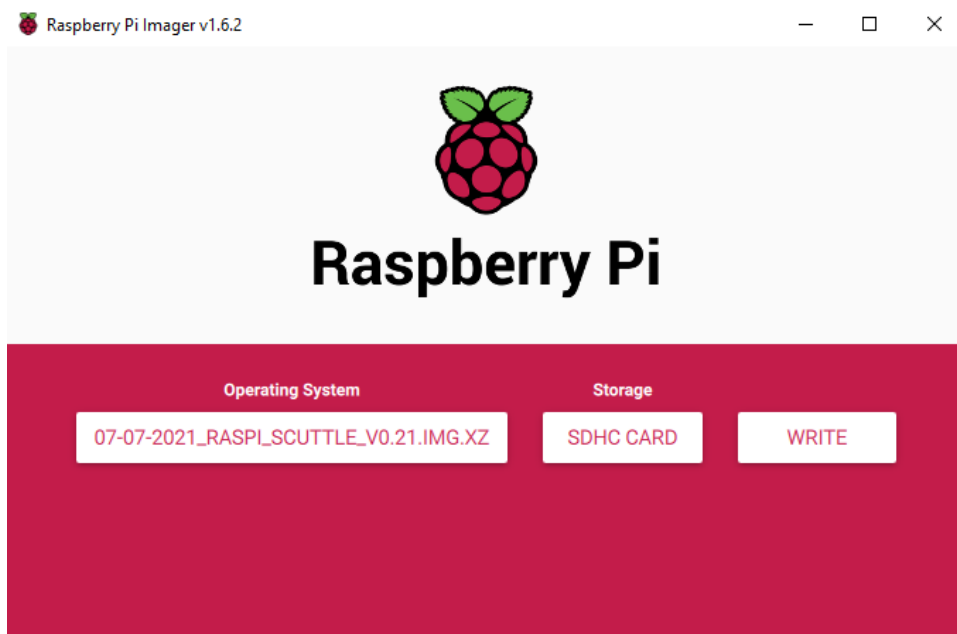 Raspberry Pi Imager v1.6.2
Raspberry Pi
Operating System
Storage
07-07-2021_RASPI_SCUTTLE_V0.21.IMG.XZ
SDHC CARD
WRITE